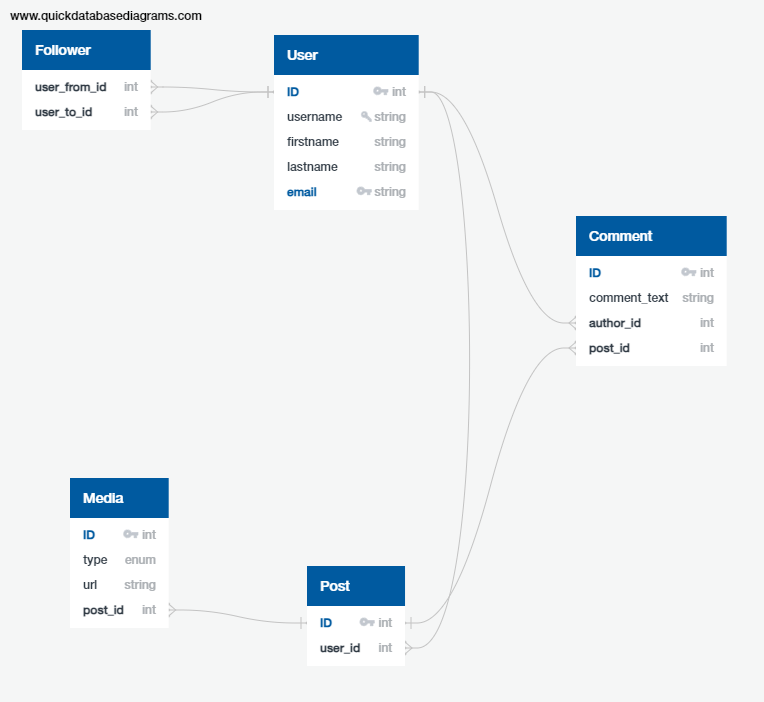 www.quickdatabasediagrams.com
Follower
user_from_id int
user_to_id int
User
ID int
username string
firstname string
lastname string
email string
Comment
ID int
comment_text string
author_id int
post_id int
Media
ID int
type enum
url string
post_id int
Post
ID int
user_id int